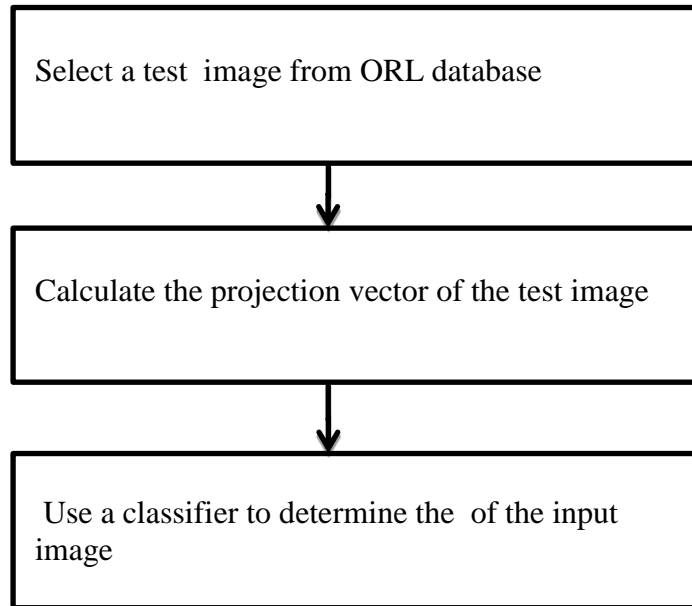 Select a test  image from ORL database
Calculate the projection vector of the test image
Use a classifier to determine the  of the input
image